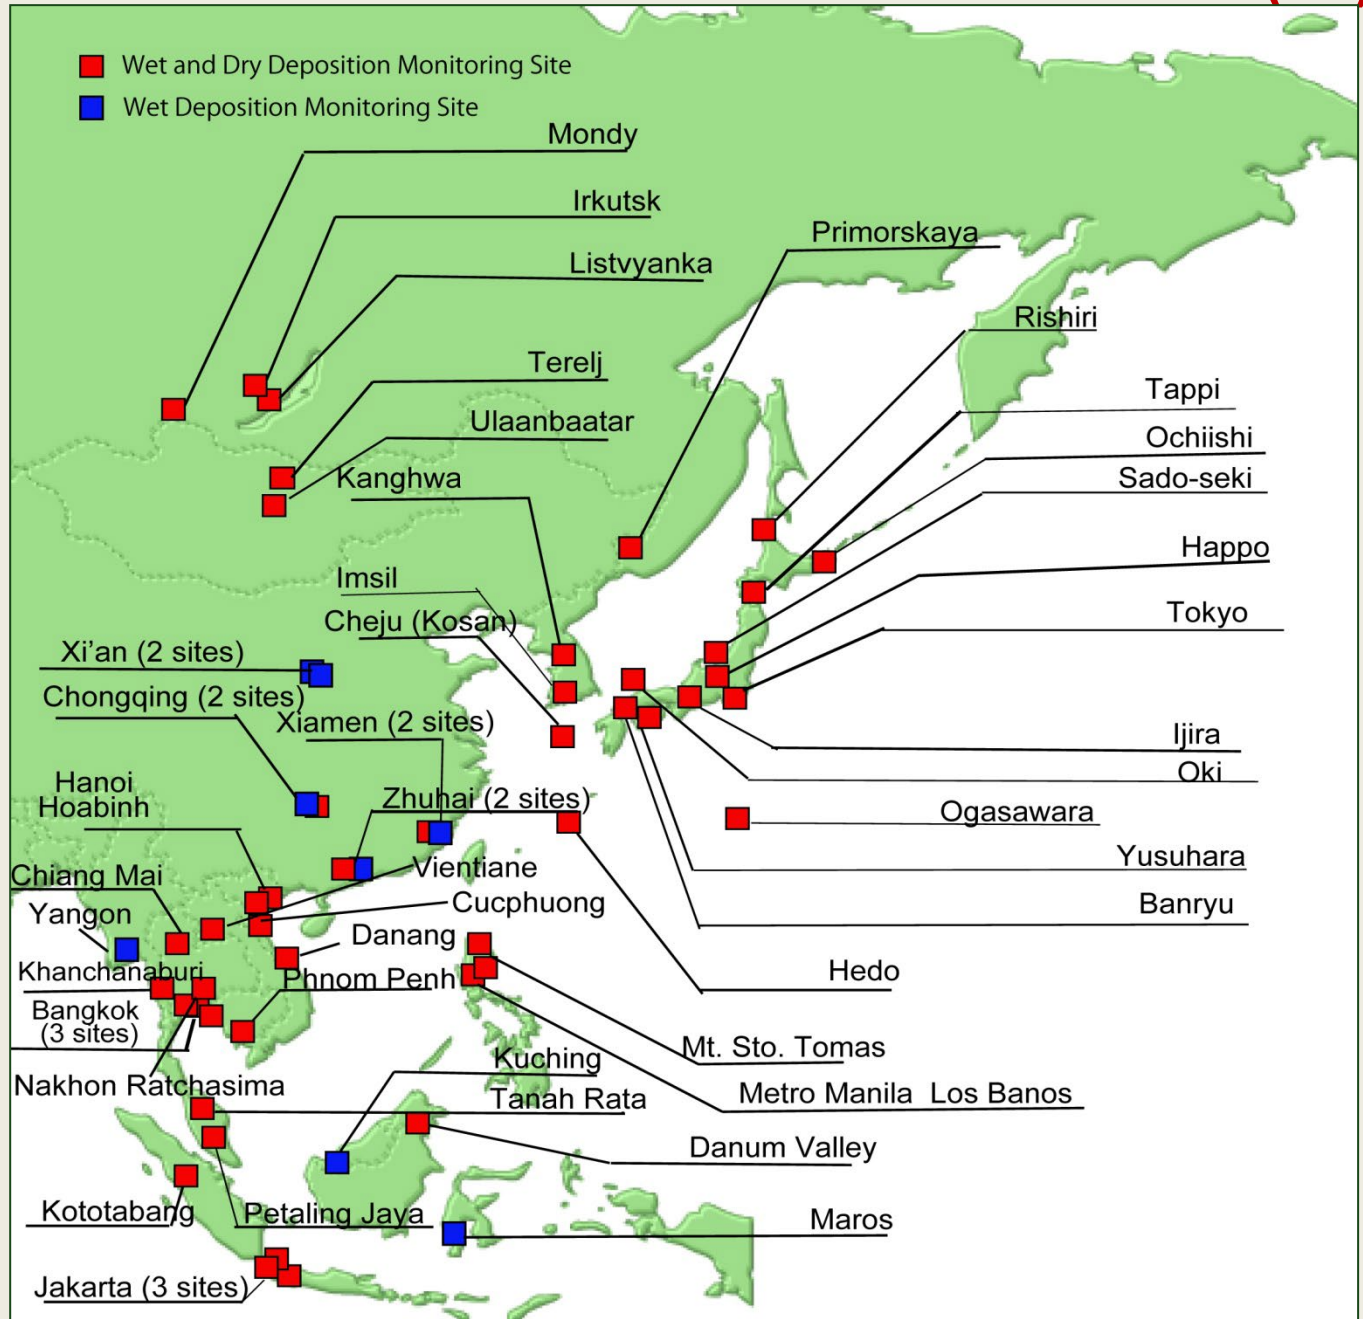 Wet and Dry Deposition Monitoring Site
Wet Deposition Monitoring Site
Mondy
Irkutsk
Primorskaya
Listvyanka
Rishiri
Terelj
Tappi
Ulaanbaatar
Ochiishi
Kanghwa
Sado-seki
Happo
Imsil
Cheju (Kosan)
Tokyo
Xi'an (2 sites)
Chongqing (2 sites)
Xiamen (2 sites)
Ijira
Oki
Hanoi
Hoabinh
Zhuhai (2 sites)
Ogasawara
Yusuhara
Chiang Mai
Vientiane
Cucphuong
Banryu
Yangon
Danang
Khanchanaburi
Phnom Penh
Hedo
Bangkok
(3 sites)
Mt. Sto. Tomas
Kuching
Nakhon Ratchasima
Tanah Rata
Metro Manila Los Banos
Danum Valley
Kototabang
Petaling Jaya
Maros
Jakarta (3 sites)